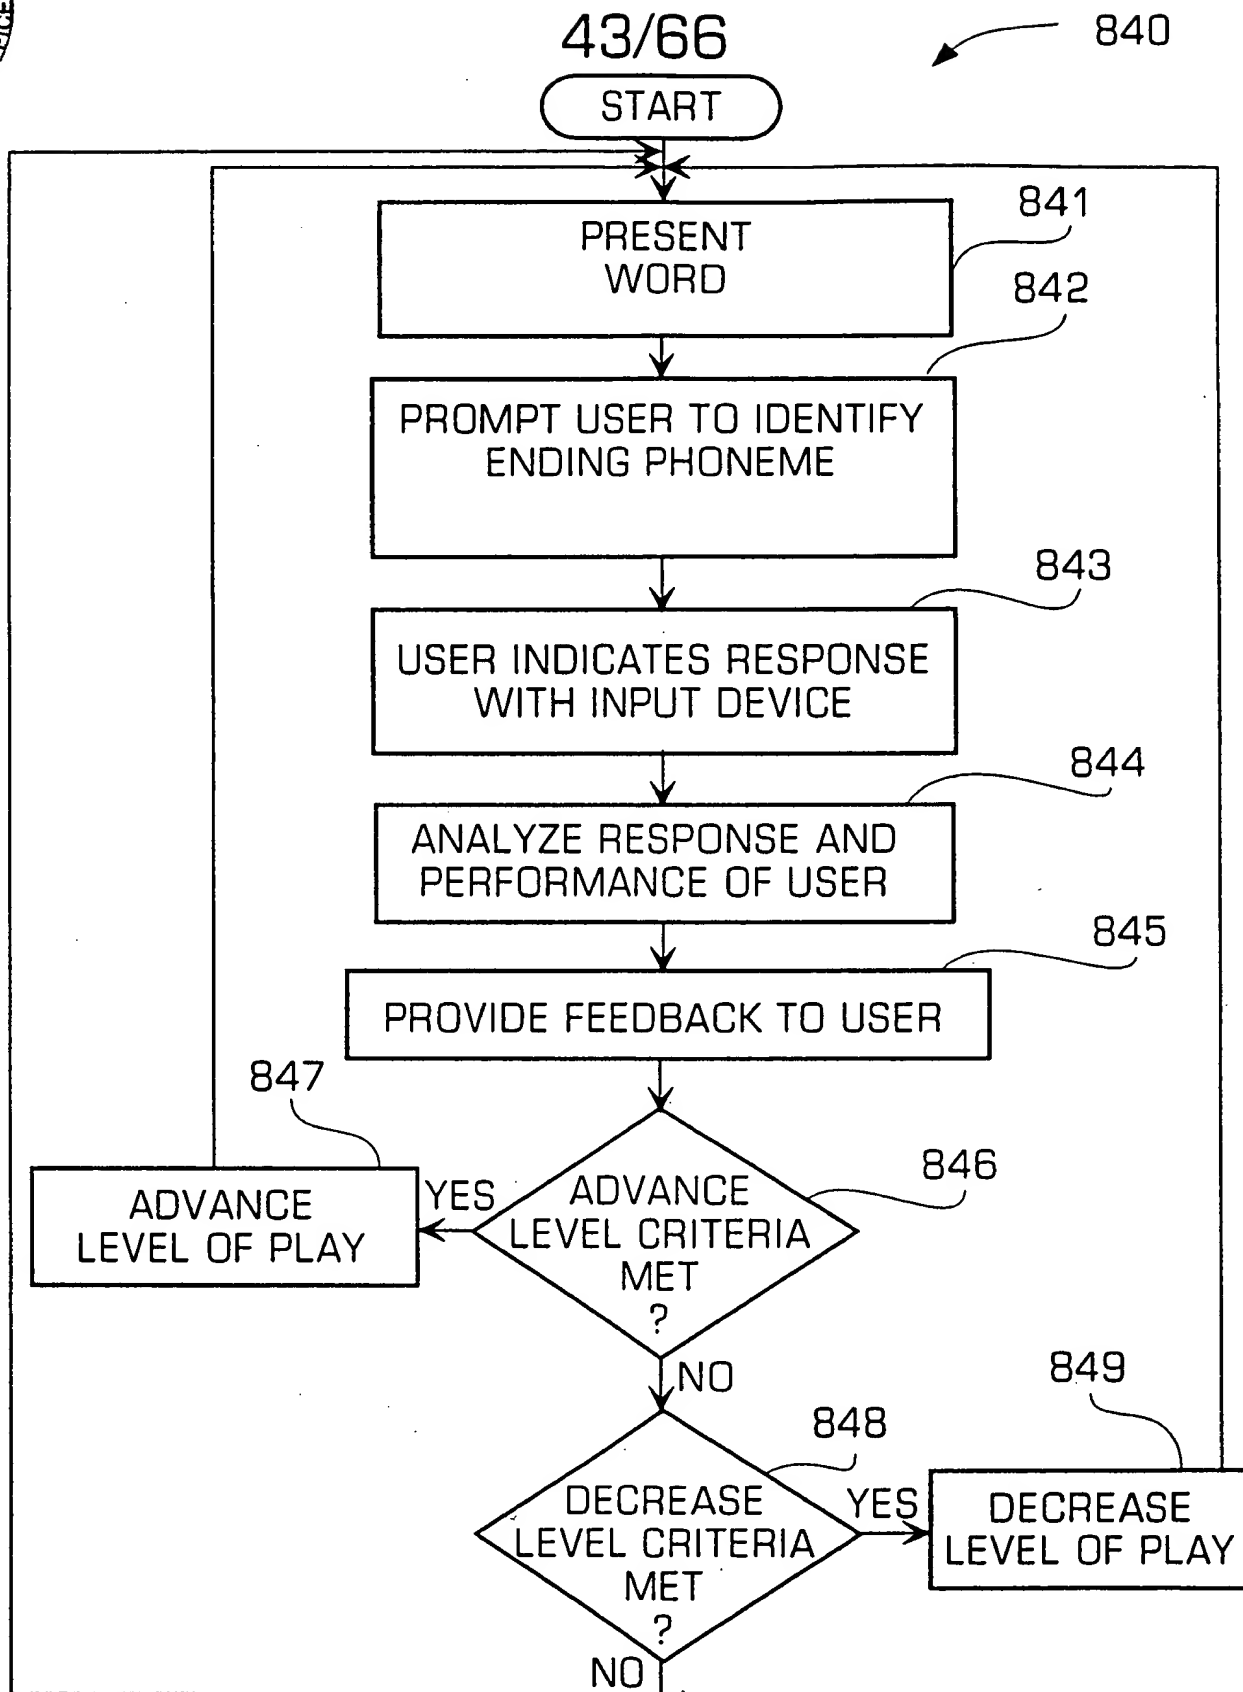 43/66
840
START
841
PRESENT
WORD
842
PROMPT USER TO IDENTIFY
ENDING PHONEME
843
USER INDICATES RESPONSE
WITH INPUT DEVICE
844
ANALYZE RESPONSE AND
PERFORMANCE OF USER
845
PROVIDE FEEDBACK TO USER
847
846
ADVANCE
LEVEL OF PLAY
YES
ADVANCE
LEVEL CRITERIA
MET
?
NO
849
848
DECREASE
LEVEL CRITERIA
MET
?
YES
DECREASE
LEVEL OF PLAY
NO